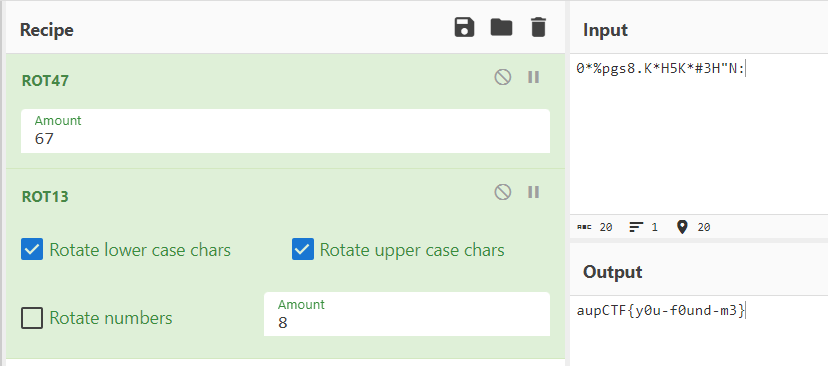 Recipe
ROT47
Amount
67
ROT13
Rotate lower case chars
Rotate upper case chars
Rotate numbers
Amount
8
Input
0*%pgs8.K*H5K*#3H"N:
ABC 20 1 20
Output
aupCTF{y0u-f0und-m3}